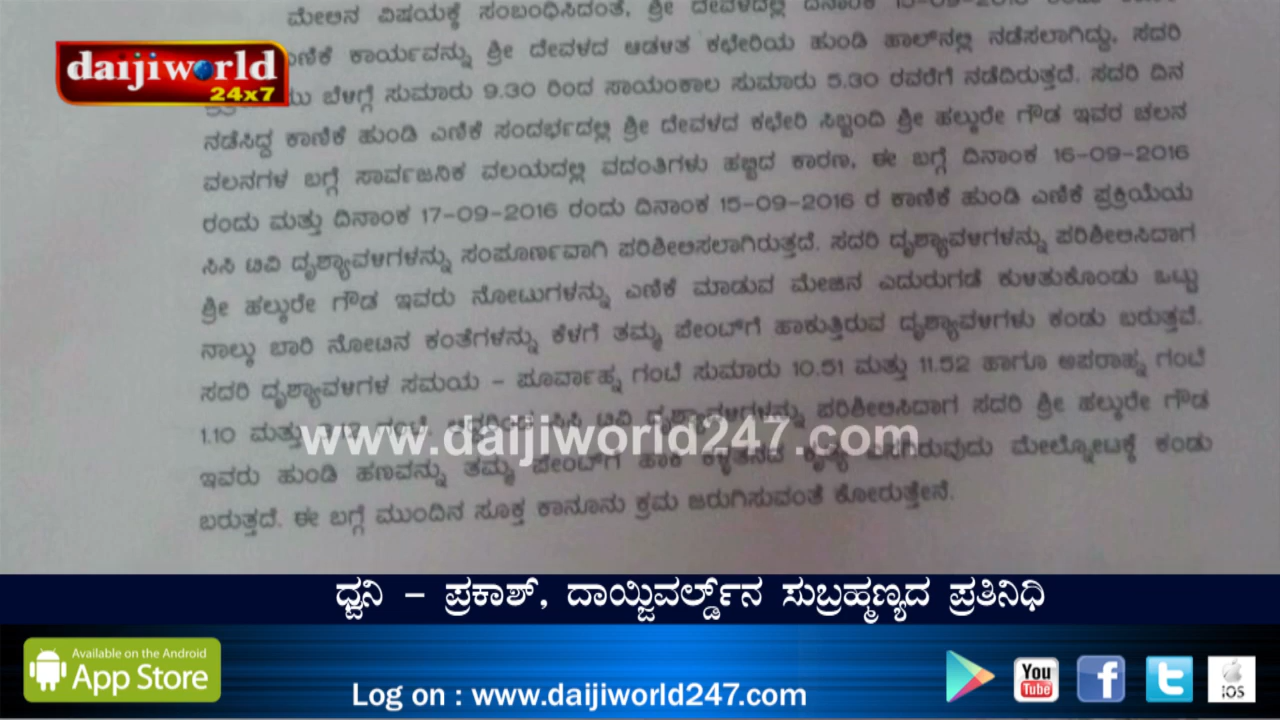 ಮೇಲಿನ ವಿಷಯಕ್ಕೆ ಸಂಬಂಧಿಸಿದಂತೆ, ಶ್ರೀ ದೇವಳದಲ್ಲಿ ದಿನಾಂಕ
daijiworld
24x7
ಕಾರ್ಯವನ್ನು ಶ್ರೀ ದೇವಳದ ಆಡಳಿತ ಕಛೇರಿಯ ಹುಂಡಿ ಹಾಲ್‌ನಲ್ಲಿ ನಡೆಸಲಾಗಿದ್ದು, ಸದರಿ
ಬೆಳಗ್ಗೆ ಸುಮಾರು 9.30 ರಿಂದ ಸಾಯಂಕಾಲ ಸುಮಾರು 5.30 ರವರೆಗೆ ನಡೆದಿರುತ್ತದೆ. ಸದರಿ ದಿನ
ನಡೆಸಿದ್ದ ಕಾಣಿಕೆ ಹುಂಡಿ ಎಣಿಕೆ ಸಂದರ್ಭದಲ್ಲಿ ಶ್ರೀ ದೇವಳದ ಕಛೇರಿ ಸಿಬ್ಬಂದಿ ಶ್ರೀ ಹಲ್ಕುರೇ ಗೌಡ ಇವರ ಚಲನ
ವಲನಗಳ ಬಗ್ಗೆ ಸಾರ್ವಜನಿಕ ವಲಯದಲ್ಲಿ ವದಂತಿಗಳು ಹಬ್ಬಿದ ಕಾರಣ, ಈ ಬಗ್ಗೆ ದಿನಾಂಕ 16-09-2016
ರಂದು ಮತ್ತು ದಿನಾಂಕ 17-09-2016 ರಂದು ದಿನಾಂಕ 15-09-2016 ರ ಕಾಣಿಕೆ ಹುಂಡಿ ಎಣಿಕೆ ಪ್ರಕ್ರಿಯೆಯ
ಸಿಸಿ ಟಿವಿ ದೃಶ್ಯಾವಳಿಗಳನ್ನು ಸಂಪೂರ್ಣವಾಗಿ ಪರಿಶೀಲಿಸಲಾಗಿರುತ್ತದೆ. ಸದರಿ ದೃಶ್ಯಾವಳಿಗಳನ್ನು ಪರಿಶೀಲಿಸಿದಾಗ
ಶ್ರೀ ಹಲ್ಕುರೇ ಗೌಡ ಇವರು ನೋಟುಗಳನ್ನು ಎಣಿಕೆ ಮಾಡುವ ಮೇಜಿನ ಎದುರುಗಡೆ ಕುಳಿತುಕೊಂಡು ಒಟ್ಟು
ನಾಲ್ಕು ಬಾರಿ ನೋಟಿನ ಕಂತೆಗಳನ್ನು ಕೆಳಗೆ ತಮ್ಮ ಪೇಂಟ್‌ಗೆ ಹಾಕುತ್ತಿರುವ ದೃಶ್ಯಾವಳಿಗಳು ಕಂಡು ಬರುತ್ತವೆ.
ಸದರಿ ದೃಶ್ಯಾವಳಿಗಳ ಸಮಯ – ಪೂರ್ವಾಹ್ನ ಗಂಟೆ ಸುಮಾರು 10.51 ಮತ್ತು 11.52 ಹಾಗೂ ಅಪರಾಹ್ನ ಗಂಟೆ
1.10 ಮತ್ತು ಸಿಸಿ ಟಿವಿ ದೃಶ್ಯಾವಳಿಗಳನ್ನು ಪರಿಶೀಲಿಸಿದಾಗ ಸದರಿ ಶ್ರೀ ಹಲ್ಕುರೇ ಗೌಡ
www.daijiworld247.com
ಇವರು ಹುಂಡಿ ಹಣವನ್ನು ತಮ್ಮ ಪೇಂಟ್‌ಗೆ ಹಾಕಿ ಮೇಲ್ನೋಟಕ್ಕೆ ಕಂಡು
ಬರುತ್ತದೆ. ಈ ಬಗ್ಗೆ ಮುಂದಿನ ಸೂಕ್ತ ಕಾನೂನು ಕ್ರಮ ಜರುಗಿಸುವಂತೆ ಕೋರುತ್ತೇನೆ.
ಧ್ವನಿ – ಪ್ರಕಾಶ್, ದಾಯ್ಜಿವರ್ಲ್ಡ್‌ನ ಸುಬ್ರಹ್ಮಣ್ಯದ ಪ್ರತಿನಿಧಿ
Available on the Android
App Store
Log on : www.daijiworld247.com
You
Tube
iOS